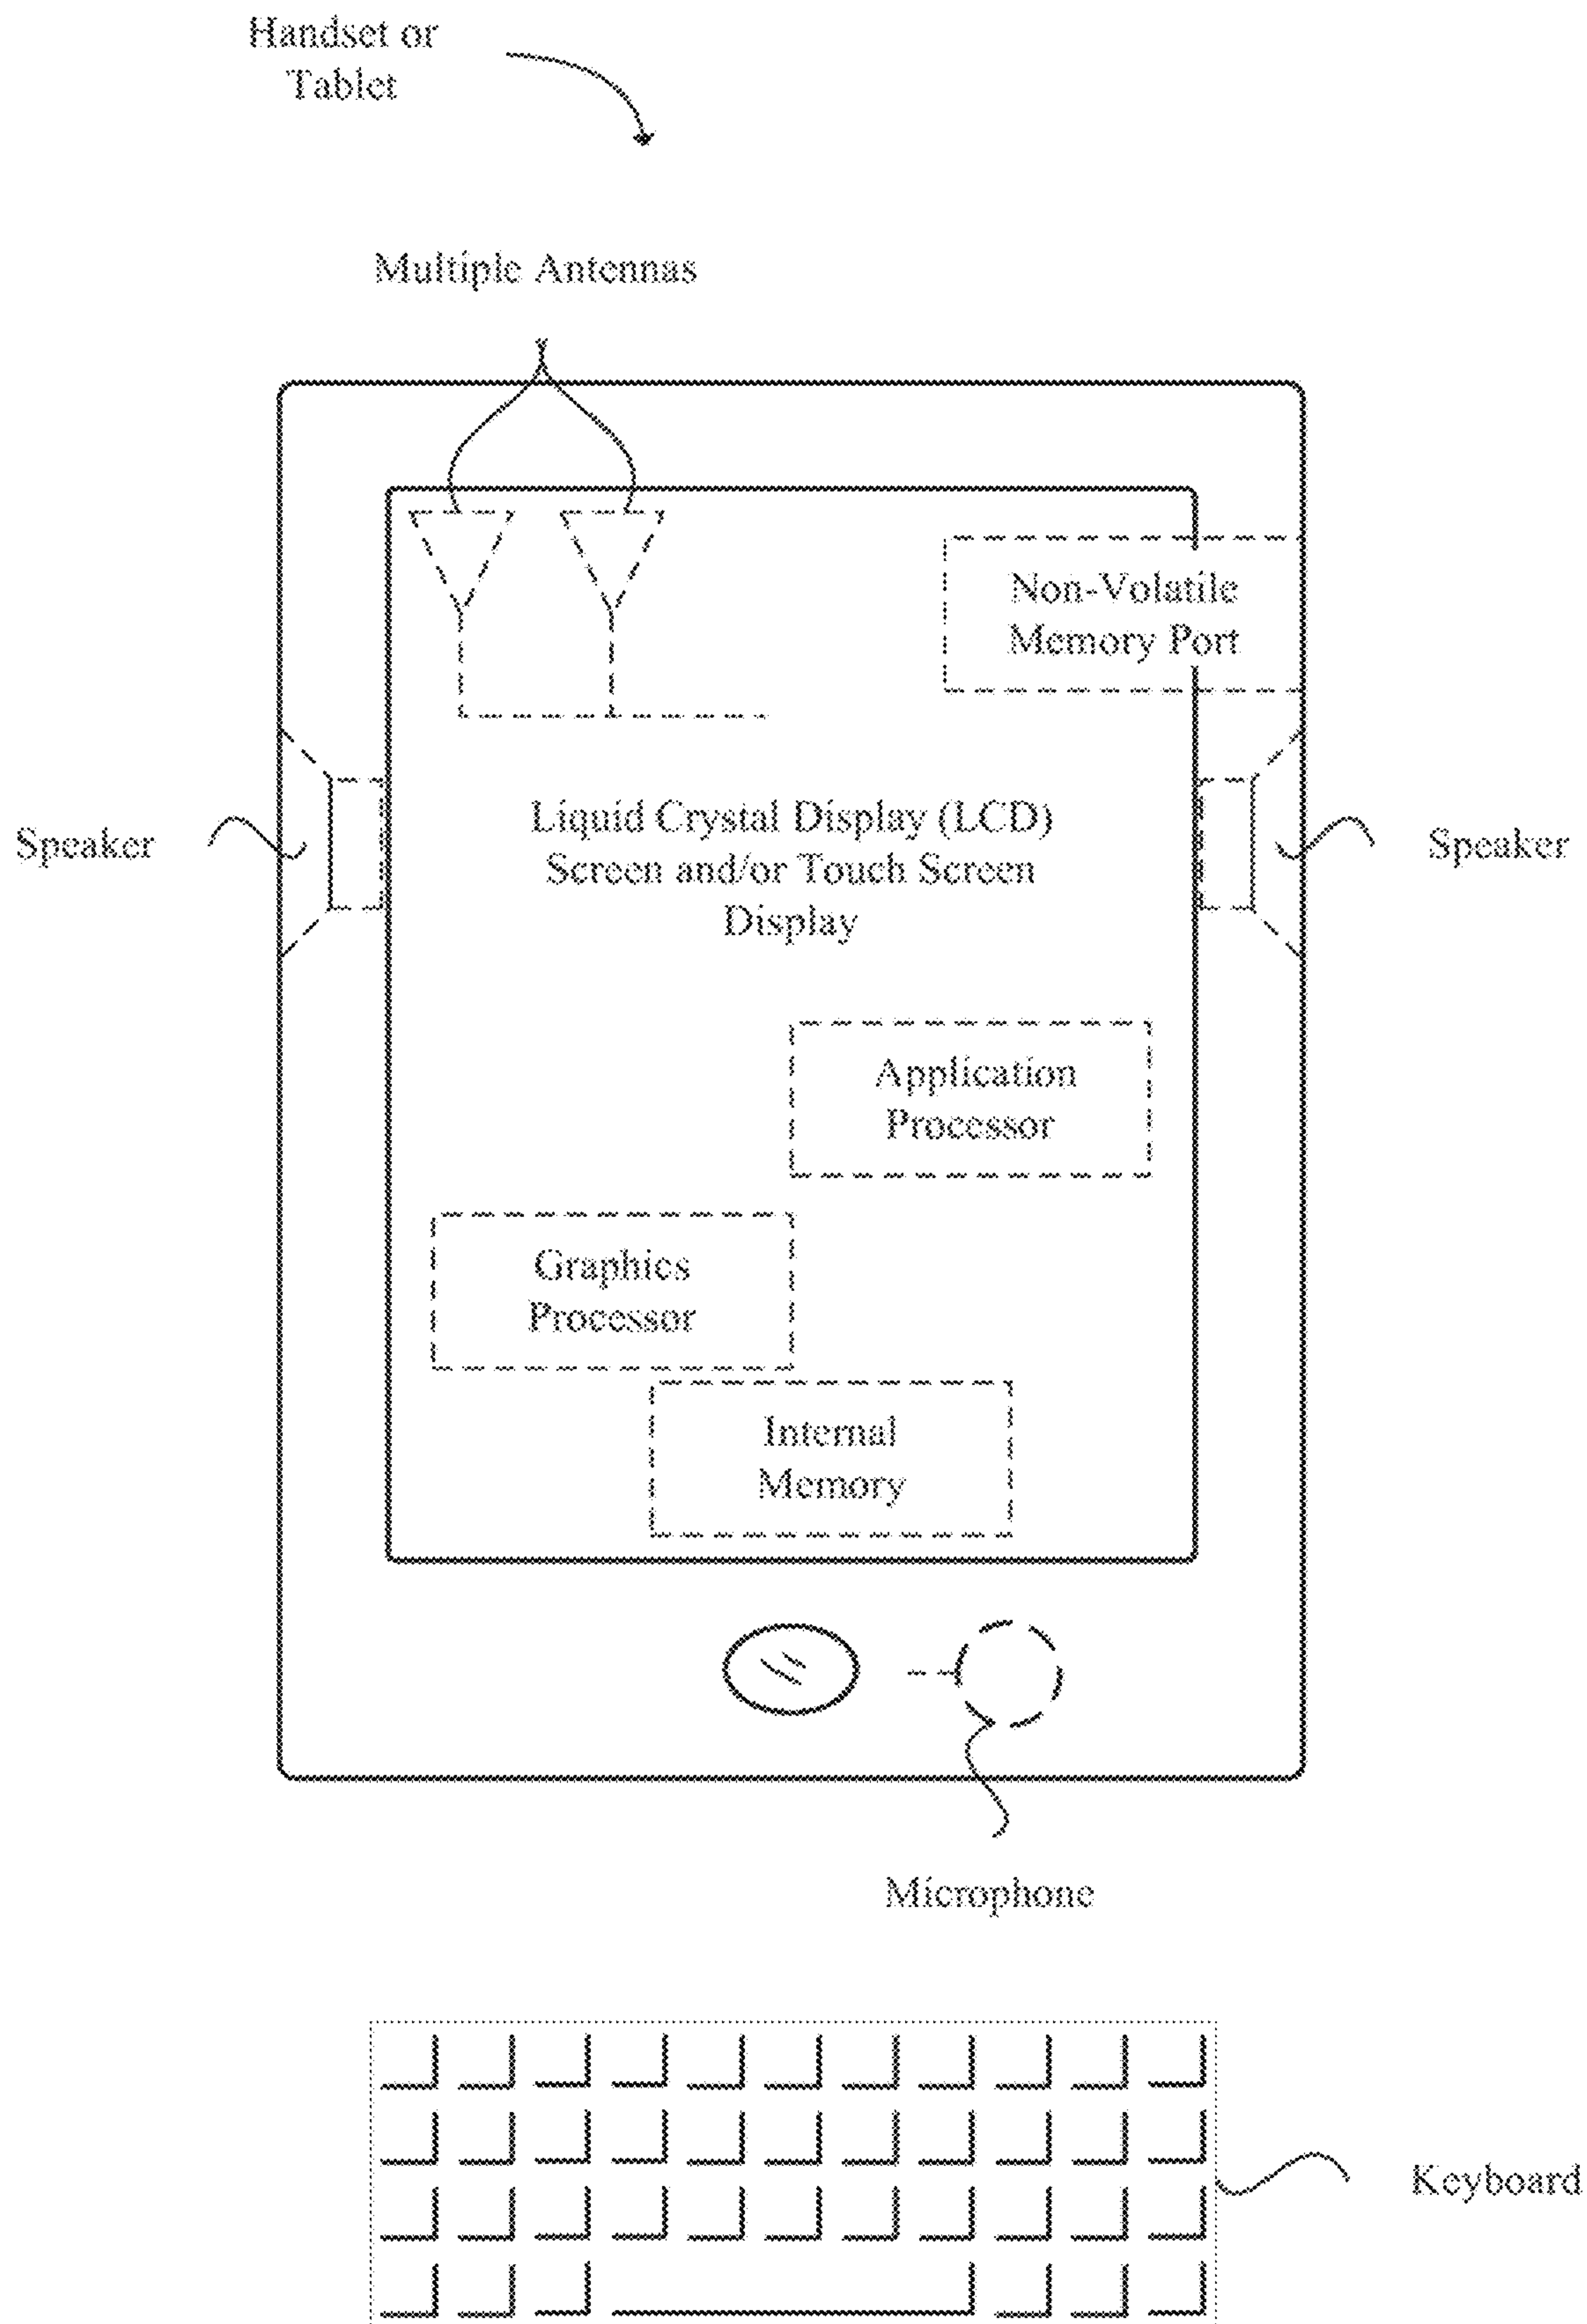 Handset or
Tablet
Multiple Antennas
Non-Volatile
Memory Port
Speaker
Liquid Crystal Display (LCD)
Screen and/or Touch Screen
Display
Speaker
Application
Processor
Graphics
Processor
Internal
Memory
Microphone
Keyboard